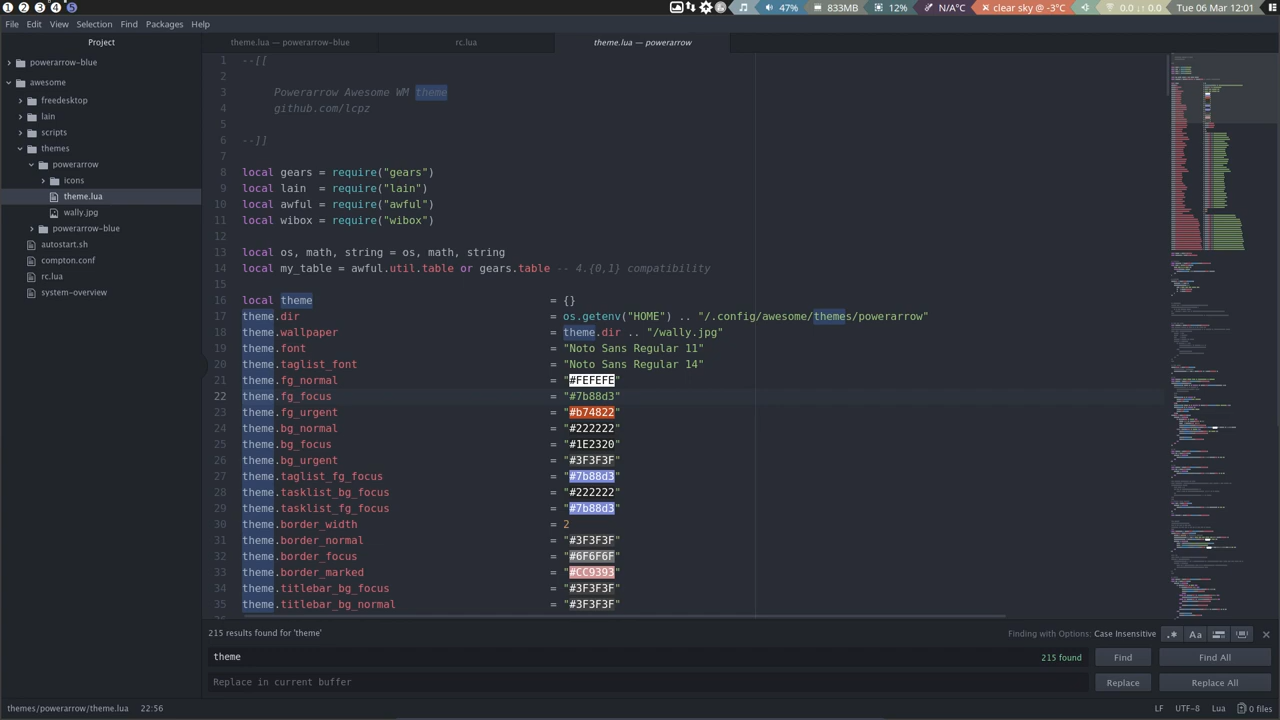 1 2 3 4 5
47% 833MB 12% N/A°C clear sky @ -3°C 0.0 ↓↑ 0.0 Tue 06 Mar 12:01
File Edit View Selection Find Packages Help
Project
powerarrow-blue
awesome
freedesktop
lain
scripts
themes
powerarrow
icons
theme.lua
wally.jpg
powerarrow-blue
autostart.sh
compton.conf
rc.lua
system-overview
theme.lua — powerarrow-blue rc.lua theme.lua — powerarrow
1 --[[
2
3 Powerarrow Awesome WM theme
4 github.com/lcpz
5
6 --]]
7
8 local gears = require("gears")
9 local lain  = require("lain")
10 local awful = require("awful")
11 local wibox = require("wibox")
12
13 local os, math, string = os, math,
14 local my_table = awful.util.table or .table -- 4.{0,1} compatibility
15
16 local theme = {}
17 theme.dir = os.getenv("HOME") .. "/.config/awesome/themes/powerarrow"
18 theme.wallpaper = theme.dir .. "/wally.jpg"
19 theme.font = "Noto Sans Regular 11"
20 theme.taglist_font = "Noto Sans Regular 14"
21 theme.fg_normal = "#FEFEFE"
22 theme.fg_focus = "#7b88d3"
23 theme.fg_urgent = "#b74822"
24 theme.bg_normal = "#222222"
25 theme.bg_focus = "#1E2320"
26 theme.bg_urgent = "#3F3F3F"
27 theme.taglist_fg_focus = "#7b88d3"
28 theme.tasklist_bg_focus = "#222222"
29 theme.tasklist_fg_focus = "#7b88d3"
30 theme.border_width = 2
31 theme.border_normal = "#3F3F3F"
32 theme.border_focus = "#6F6F6F"
33 theme.border_marked = "#CC9393"
34 theme.titlebar_bg_focus = "#3F3F3F"
35 theme.titlebar_bg_normal = "#3F3F3F"
215 results found for 'theme' Finding with Options: Case Insensitive .* Aa
theme 215 found Find Find All
Replace in current buffer Replace Replace All
themes/powerarrow/theme.lua 22:56 LF UTF-8 Lua 0 files